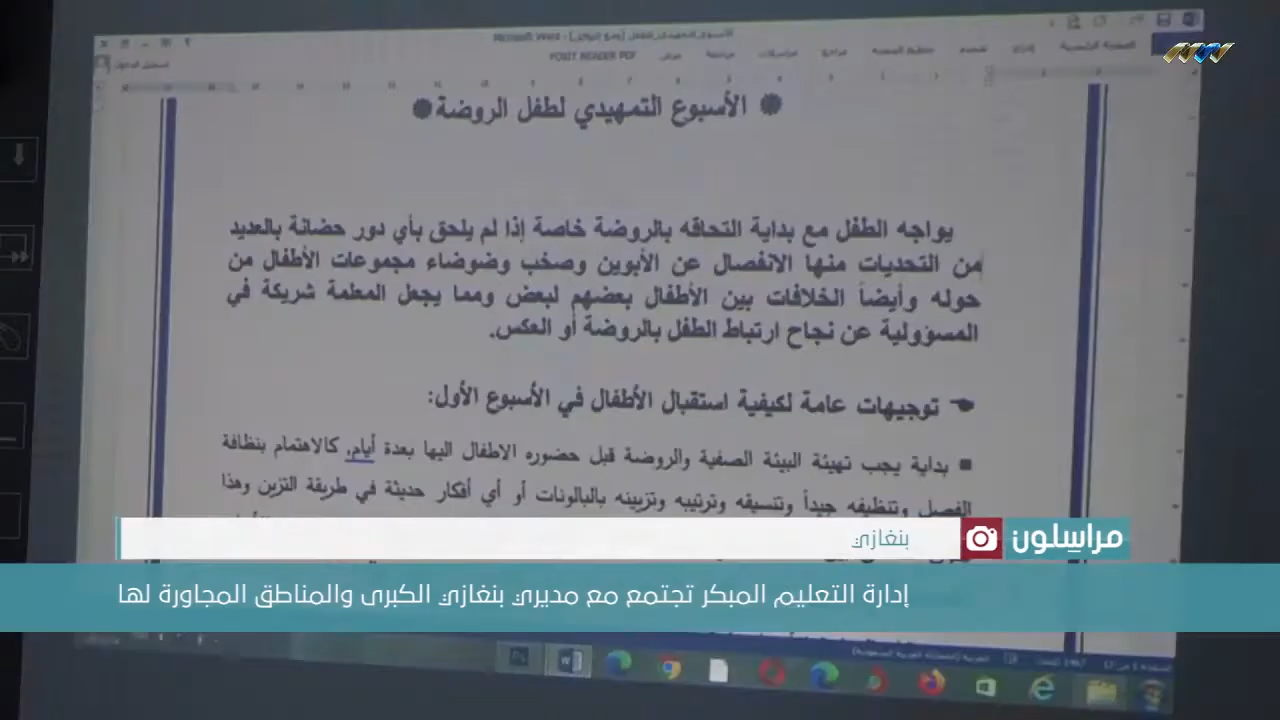 الأسبوع التمهيدي لطفل الروضة
يواجه الطفل مع بداية التحاقه بالروضة خاصة إذا لم يلحق بأي دور حضانة بالعديد
من التحديات منها الانفصال عن الأبوين وصخب وضوضاء مجموعات الأطفال من
حوله وأيضاً الخلافات بين الأطفال بعضهم لبعض ومما يجعل المعلمة شريكة في
المسؤولية عن نجاح ارتباط الطفل بالروضة أو العكس.
توجيهات عامة لكيفية استقبال الأطفال في الأسبوع الأول:
بداية يجب تهيئة البيئة الصفية والروضة قبل حضوره الاطفال اليها بعدة أيام، كالاهتمام بنظافة
الفصل وتنظيفه جيداً وتنسيقه وترتيبه وتزيينه بالبالونات أو أي أفكار حديثة في طريقة التزين وهذا
مراسلون
بنغازي
إدارة التعليم المبكر تجتمع مع مديري بنغازي الكبرى والمناطق المجاورة لها